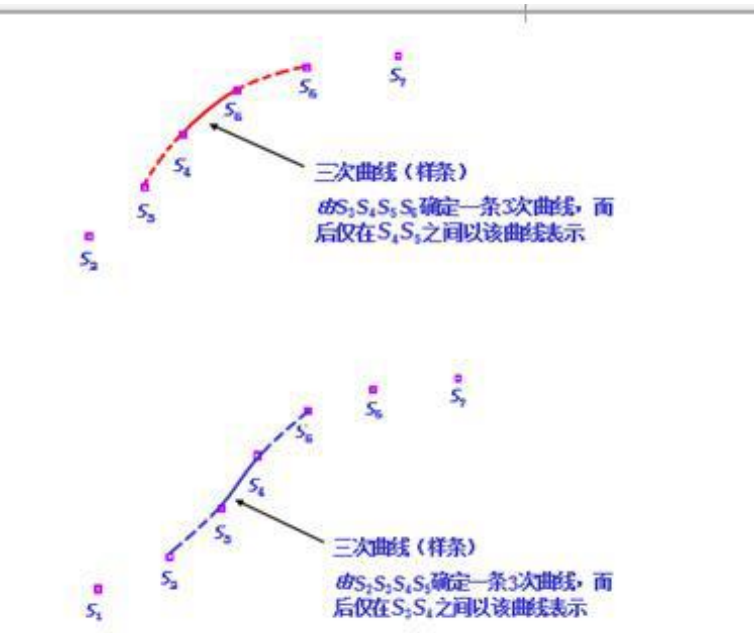 S₇
S₆
S₅
S₄
S₃
S₂
三次曲线(样条)
由S₃S₄S₅S₆确定一条3次曲线,而
后仅在S₄S₅之间以该曲线表示
S₇
S₆
S₅
S₄
S₃
S₂
S₁
三次曲线(样条)
由S₂S₃S₄S₅确定一条3次曲线,而
后仅在S₃S₄之间以该曲线表示